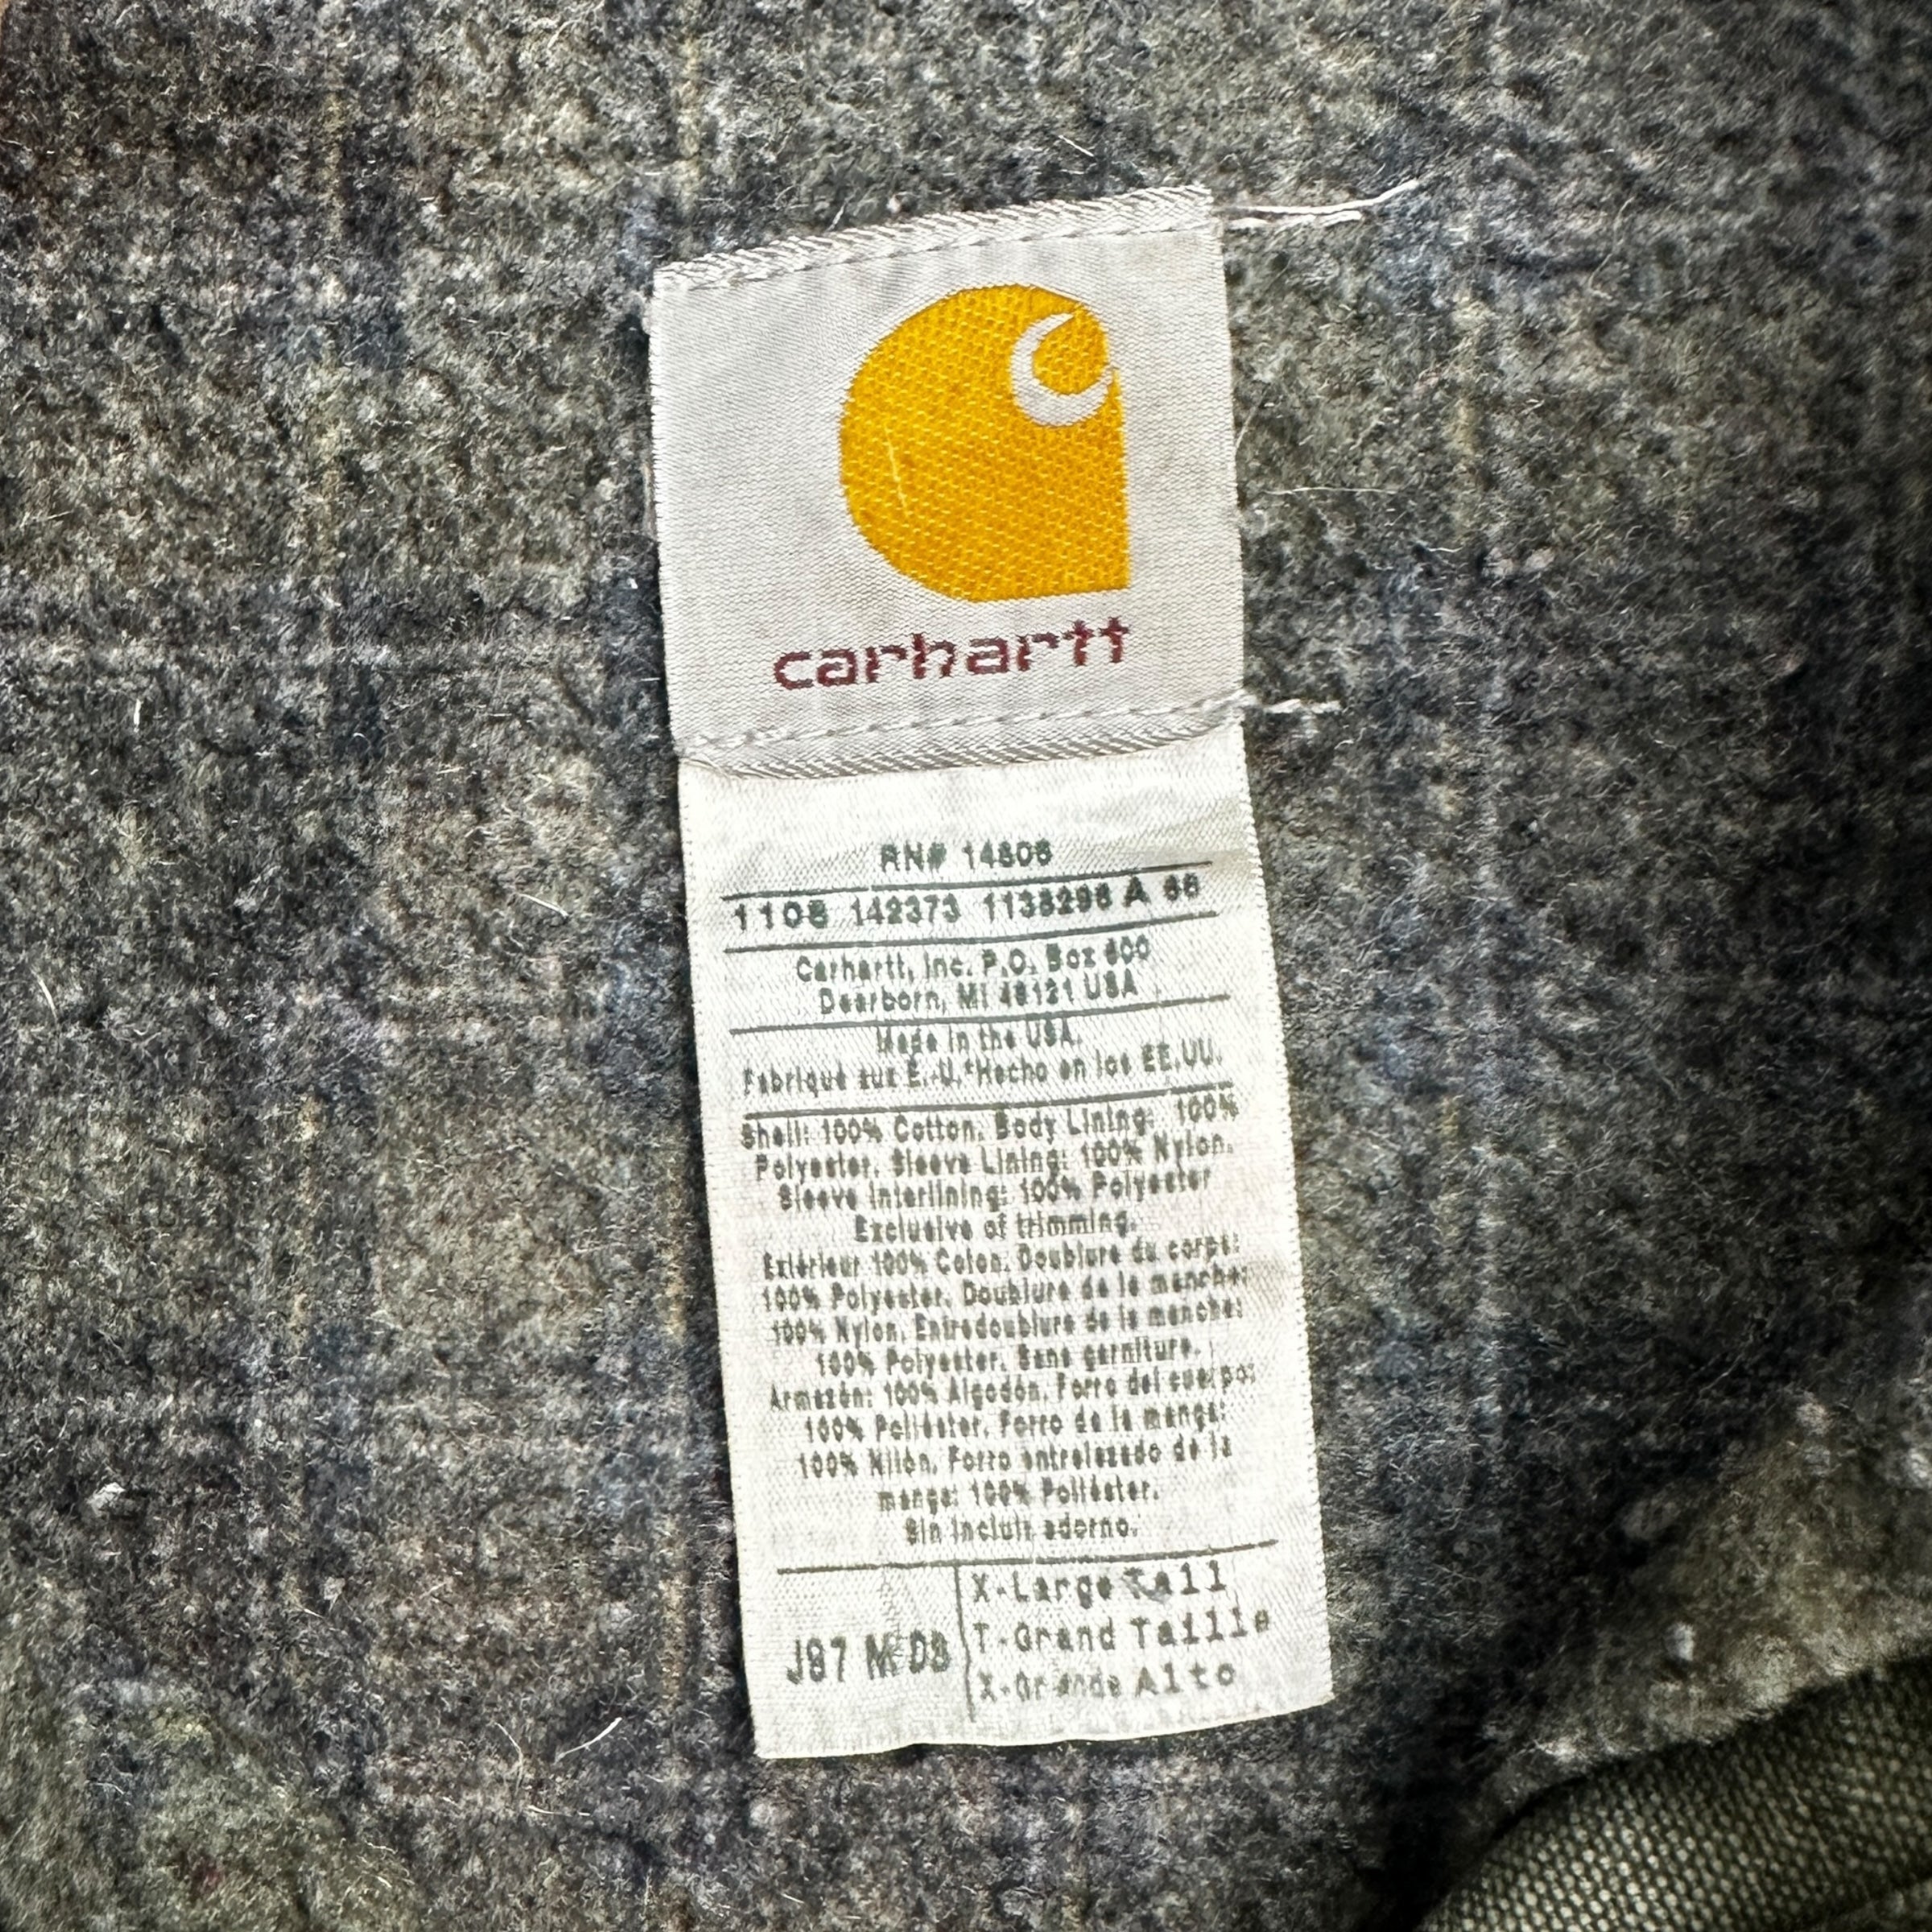 carhartt
RN# 14806
1108 142373 1138296 A 66
Carhartt, Inc. P.O. Box 600
Dearborn, MI 48121 USA
Made in the USA.
Fabriqué aux É.-U.*Hecho en los EE.UU.
Shell: 100% Cotton. Body Lining: 100%
Polyester. Sleeve Lining: 100% Nylon.
Sleeve Interlining: 100% Polyester
Exclusive of trimming.
Extérieur 100% Coton. Doublure du corps:
100% Polyester. Doublure de la manche:
100% Nylon. Entredoublure de la manche:
100% Polyester. Sans garniture.
Armazón: 100% Algodón. Forro del cuerpo:
100% Poliéster. Forro de la manga:
100% Nilón. Forro entrelazado de la
manga: 100% Poliéster.
Sin incluir adorno.
J97 MDB
X-Large Tall
T-Grand Taille
X-Grande Alto